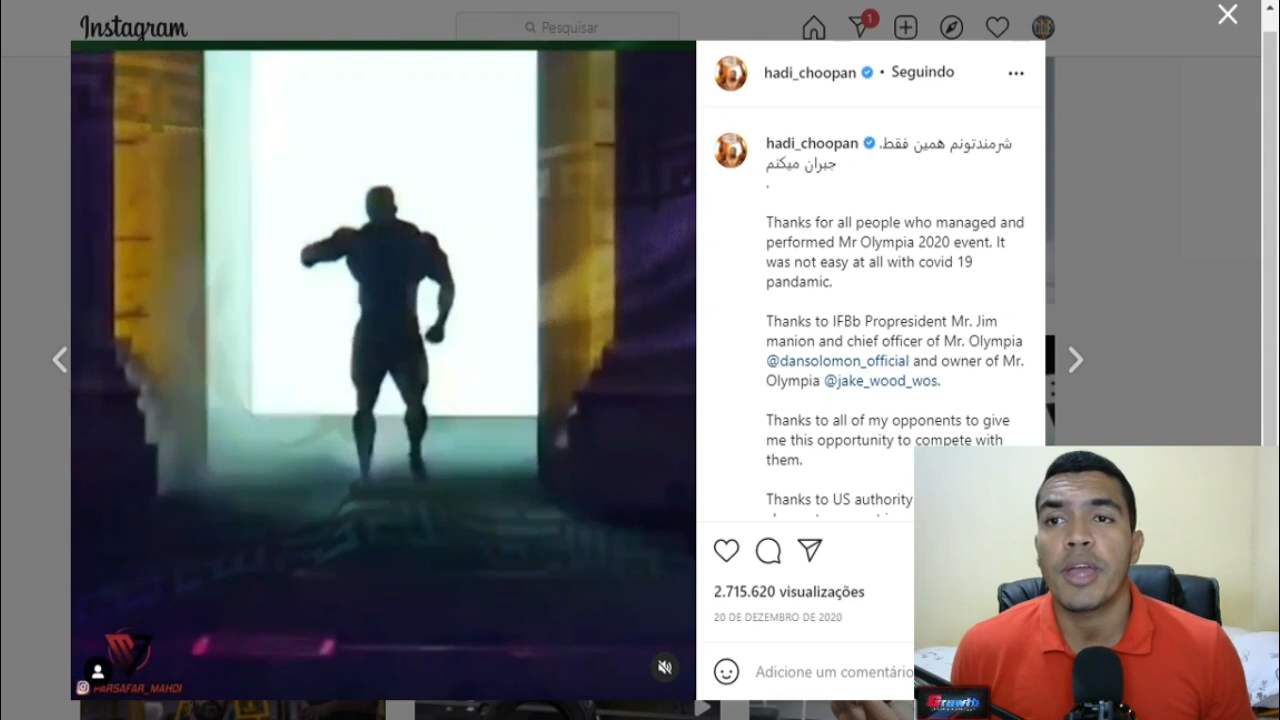 Instagram
Pesquisar
1
hadi_choopan • Seguindo
hadi_choopan شرمندتونم همین فقط.
جبران میکنم
.
Thanks for all people who managed and
performed Mr Olympia 2020 event. It
was not easy at all with covid 19
pandamic.
Thanks to IFBb Propresident Mr. Jim
manion and chief officer of Mr. Olympia
@dansolomon_official and owner of Mr.
Olympia @jake_wood_wos.
Thanks to all of my opponents to give
me this opportunity to compete with
them.
Thanks to US authority
2.715.620 visualizações
20 DE DEZEMBRO DE 2020
Adicione um comentário
PARSAFAR_MAHDI
Growth